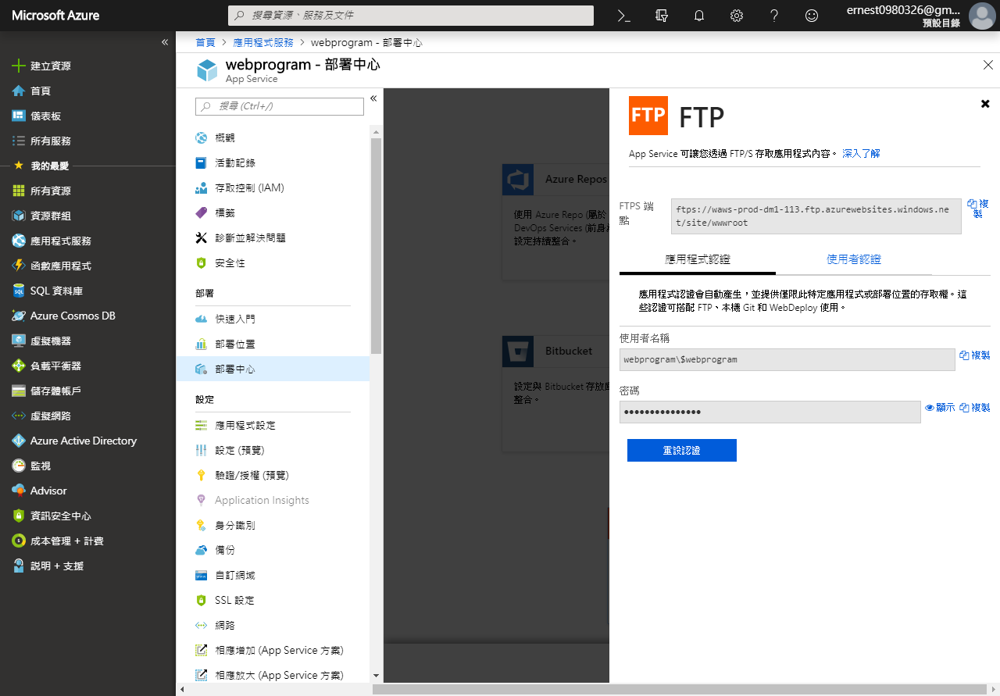 Microsoft Azure
搜尋資源、服務及文件
ernest0980326@gm...
預設目錄
建立資源
首頁
儀表板
所有服務
我的最愛
所有資源
資源群組
應用程式服務
函數應用程式
SQL 資料庫
Azure Cosmos DB
虛擬機器
負載平衡器
儲存體帳戶
虛擬網路
Azure Active Directory
監視
Advisor
資訊安全中心
成本管理 + 計費
說明 + 支援
首頁 > 應用程式服務 > webprogram - 部署中心
webprogram - 部署中心
App Service
搜尋 (Ctrl+/)
概觀
活動記錄
存取控制 (IAM)
標籤
診斷並解決問題
安全性
部署
快速入門
部署位置
部署中心
設定
應用程式設定
設定 (預覽)
驗證/授權 (預覽)
Application Insights
身分識別
備份
自訂網域
SSL 設定
網路
相應增加 (App Service 方案)
相應放大 (App Service 方案)
Azure Repos
使用 Azure Repo (屬於
DevOps Services (前身
設定持續整合。
Bitbucket
設定與 Bitbucket 存放
整合。
FTP
FTP
App Service 可讓您透過 FTP/S 存取應用程式內容。 深入了解
FTPS 端
點
ftps://waws-prod-dm1-113.ftp.azurewebsites.windows.ne
t/site/wwwroot
複
製
應用程式認證
使用者認證
應用程式認證會自動產生，並提供僅限此特定應用程式或部署位置的存取權。這
些認證可搭配 FTP、本機 Git 和 WebDeploy 使用。
使用者名稱
webprogram\$webprogram
複製
密碼
•••••••••••••••
顯示
複製
重設認證